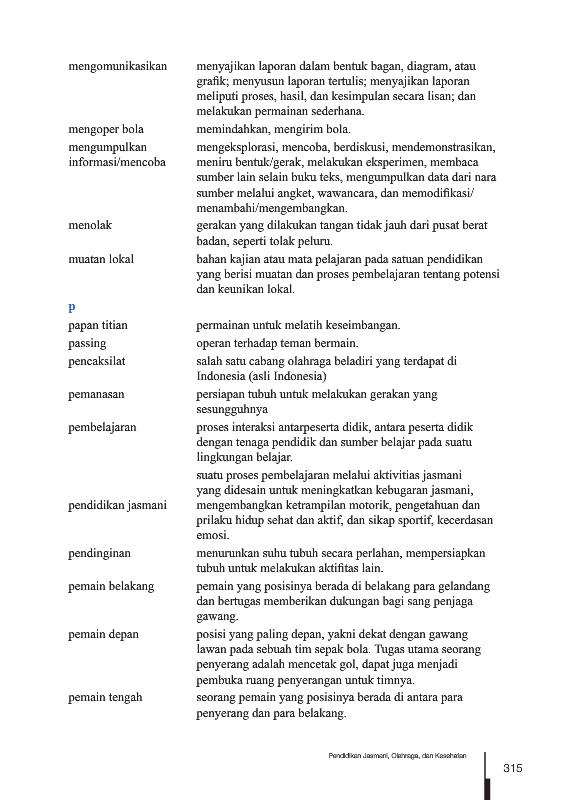 mengomunikasikan menyajikan laporan dalam bentuk bagan, diagram, atau
grafik; menyusun laporan tertulis; menyajikan laporan
meliputi proses, hasil, dan kesimpulan secara lisan; dan
melakukan permainan sederhana.
mengoper bola memindahkan, mengirim bola.
mengumpulkan mengeksplorasi, mencoba, berdiskusi, mendemonstrasikan,
informasi/mencoba meniru bentuk/gerak, melakukan eksperimen, membaca
sumber lain selain buku teks, mengumpulkan data dari nara
sumber melalui angket, wawancara, dan memodifikasi/
menambahi/mengembangkan.
menolak gerakan yang dilakukan tangan tidak jauh dari pusat berat
badan, seperti tolak peluru.
muatan lokal bahan kajian atau mata pelajaran pada satuan pendidikan
yang berisi muatan dan proses pembelajaran tentang potensi
dan keunikan lokal.
p
papan titian permainan untuk melatih keseimbangan.
passing operan terhadap teman bermain.
pencaksilat salah satu cabang olahraga beladiri yang terdapat di
Indonesia (asli Indonesia)
pemanasan persiapan tubuh untuk melakukan gerakan yang
sesungguhnya
pembelajaran proses interaksi antarpeserta didik, antara peserta didik
dengan tenaga pendidik dan sumber belajar pada suatu
lingkungan belajar.
suatu proses pembelajaran melalui aktivitias jasmani
yang didesain untuk meningkatkan kebugaran jasmani,
pendidikan jasmani mengembangkan ketrampilan motorik, pengetahuan dan
prilaku hidup sehat dan aktif, dan sikap sportif, kecerdasan
emosi.
pendinginan menurunkan suhu tubuh secara perlahan, mempersiapkan
tubuh untuk melakukan aktifitas lain.
pemain belakang pemain yang posisinya berada di belakang para gelandang
dan bertugas memberikan dukungan bagi sang penjaga
gawang.
pemain depan posisi yang paling depan, yakni dekat dengan gawang
lawan pada sebuah tim sepak bola. Tugas utama seorang
penyerang adalah mencetak gol, dapat juga menjadi
pembuka ruang penyerangan untuk timnya.
pemain tengah seorang pemain yang posisinya berada di antara para
penyerang dan para belakang.
Pendidikan Jasmani, Olahraga, dan Kesehatan
315